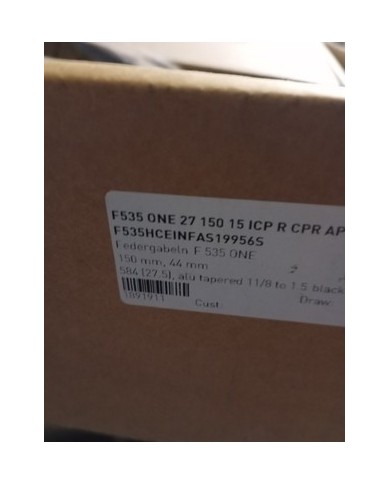 F535 ONE 27 150 15 ICP R CPR AP
F535HCEINFAS19956S
Federgabeln F 535 ONE
150 mm, 44 mm
584 (27.5), alu tapered 11/8 to 1.5 black
1891911
Cust
Draw: